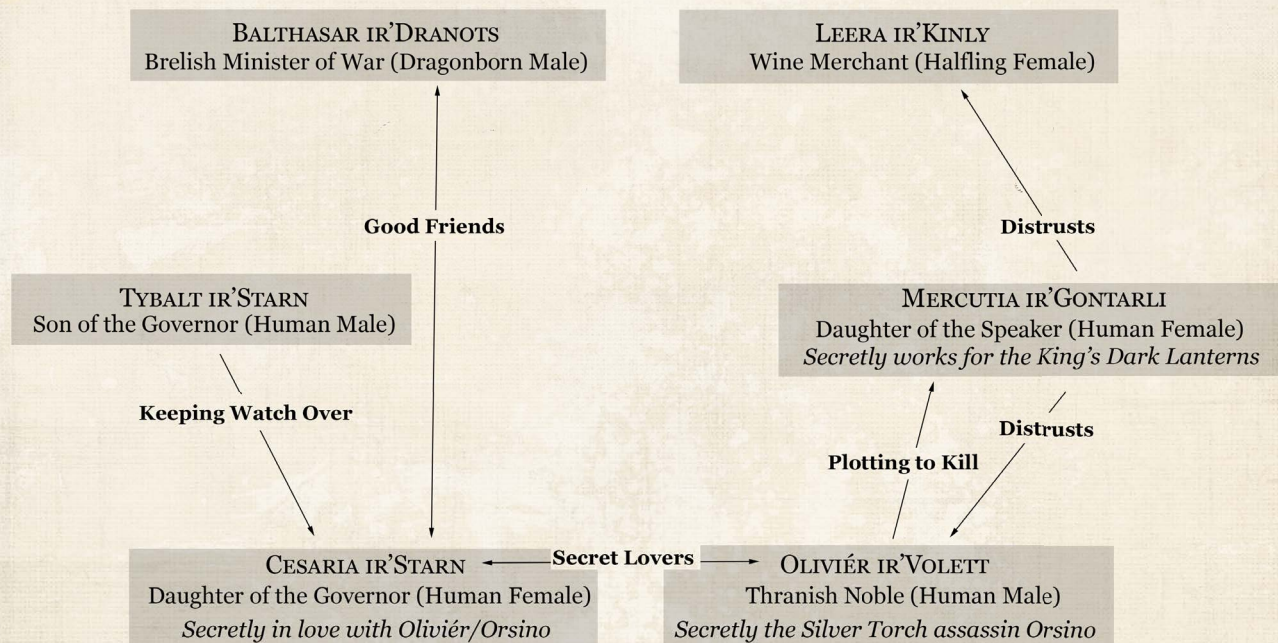 BALTHASAR IR'DRANOTS
Brelish Minister of War (Dragonborn Male)
LEERA IR'KINLY
Wine Merchant (Halfling Female)
Good Friends
Distrusts
TYBALT IR'STARN
Son of the Governor (Human Male)
MERCUTIA IR'GONTARLI
Daughter of the Speaker (Human Female)
Secretly works for the King's Dark Lanterns
Keeping Watch Over
Distrusts
Plotting to Kill
Secret Lovers
CESARIA IR'STARN
Daughter of the Governor (Human Female)
Secretly in love with Oliviér/Orsino
OLIVIÉR IR'VOLETT
Thranish Noble (Human Male)
Secretly the Silver Torch assassin Orsino